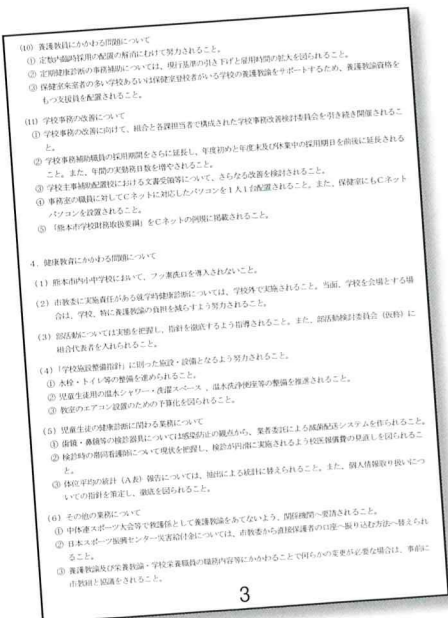 (10) 養護教員にかかわる問題について
① 定数内臨時採用の配置の解消にむけて努力されること。
② 定期健康診断の事務補助については、現行基準の引き下げと雇用時間の拡大を図られること。
③ 保健室来室者の多い学校あるいは保健室登校者がいる学校の養護教諭をサポートするため、養護教諭資格を
もつ支援員を配置されること。
(11) 学校事務の改善について
① 学校事務の改善に向けて、組合と各課担当者で構成された学校事務改善検討委員会を引き続き開催されるこ
と。
② 学校事務補助職員の採用期間をさらに延長し、年度初めと年度末及び休業中の採用期日を前後に延長される
こと。また、年間の実勤務日数を増やされること。
③ 学校主事補助配置校における文書受領等について、さらなる改善を検討されること。
④ 事務室の職員に対してCネットに対応したパソコンを1人1台配置されること。また、保健室にもCネット
パソコンを設置されること。
⑤ 「熊本市学校財務取扱要綱」をCネットの例規に掲載されること。
4．健康教育にかかわる問題について
(1) 熊本市内小中学校において、フッ素洗口を導入されないこと。
(2) 市教委に実施責任がある就学時健康診断については、学校外で実施されること。当面、学校を会場とする場
合は、学校、特に養護教諭の負担を減らすよう努力されること。
(3) 部活動については実態を把握し、指針を徹底するよう指導されること。また、部活動検討委員会（仮称）に
組合代表者を入れられること。
(4)「学校施設整備指針」に則った施設・設備となるよう努力されること。
① 水栓・トイレ等の整備を進められること。
② 児童生徒用の温水シャワー・洗濯スペース、温水洗浄便座等の整備を推進されること。
③ 教室のエアコン設置のための予算化を図られること。
(5) 児童生徒の健康診断に関わる業務について
① 歯鏡・鼻鏡等の検診器具については感染防止の観点から、業者委託による滅菌配送システムを作られること。
② 検診時の帯同看護師について現状を把握し、検診が円滑に実施されるよう校医報償費の見直しを図られるこ
と。
③ 体位平均の統計（A表）報告については、抽出による統計に替えられること。また、個人情報取り扱いにつ
いての指針を策定し、徹底を図られること。
(6) その他の業務について
① 中体連スポーツ大会等で救護係として養護教諭をあてないよう、関係機関へ要請されること。
② 日本スポーツ振興センター災害給付金については、市教委から直接保護者の口座へ振り込む方法へ替えられ
ること。
③ 養護教諭及び栄養教諭・学校栄養職員の職務内容等にかかわることで何らかの変更が必要な場合は、事前に
市教組と協議をされること。
3